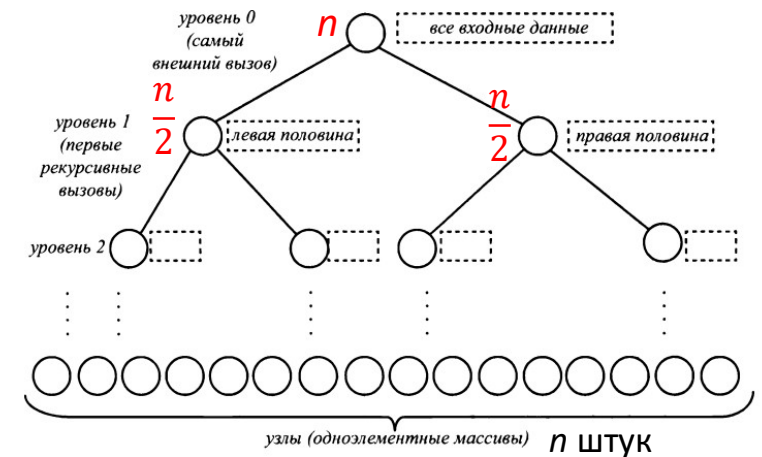 уровень 0
(самый
внешний вызов)
n
все входные данные
n
2
n
2
уровень 1
(первые
рекурсивные
вызовы)
левая половина
правая половина
уровень 2
узлы (одноэлементные массивы)
n штук